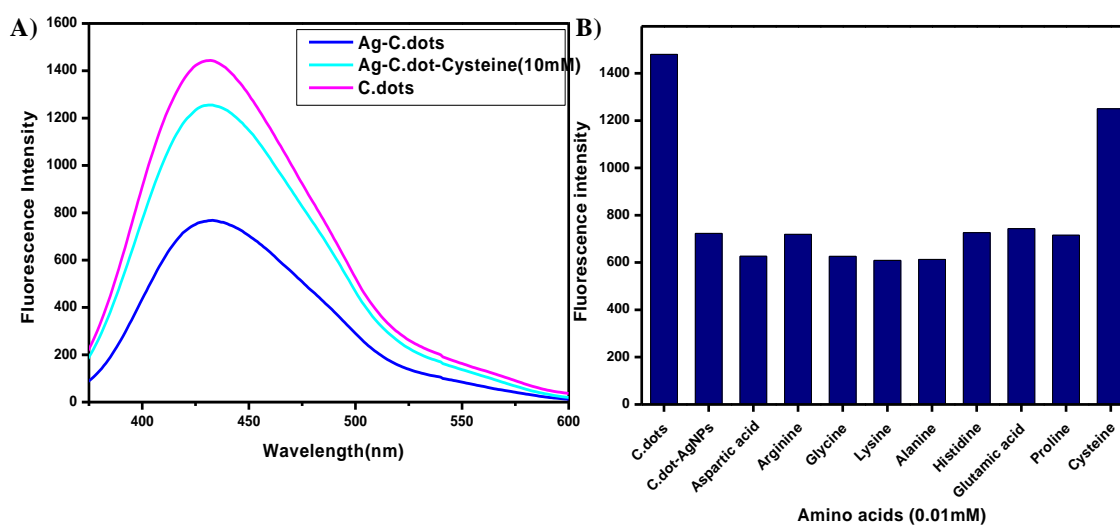 A)
1600
1400
1200
1000
800
600
400
200
0
400
450
500
550
600
Fluorescence Intensity
Wavelength(nm)
Ag-C.dots
Ag-C.dot-Cysteine(10mM)
C.dots
B)
1400
1200
1000
800
600
400
200
0
Fluorescence intensity
C.dots
C.dot-AgNPs
Aspartic acid
Arginine
Glycine
Lysine
Alanine
Histidine
Glutamic acid
Proline
Cysteine
Amino acids (0.01mM)